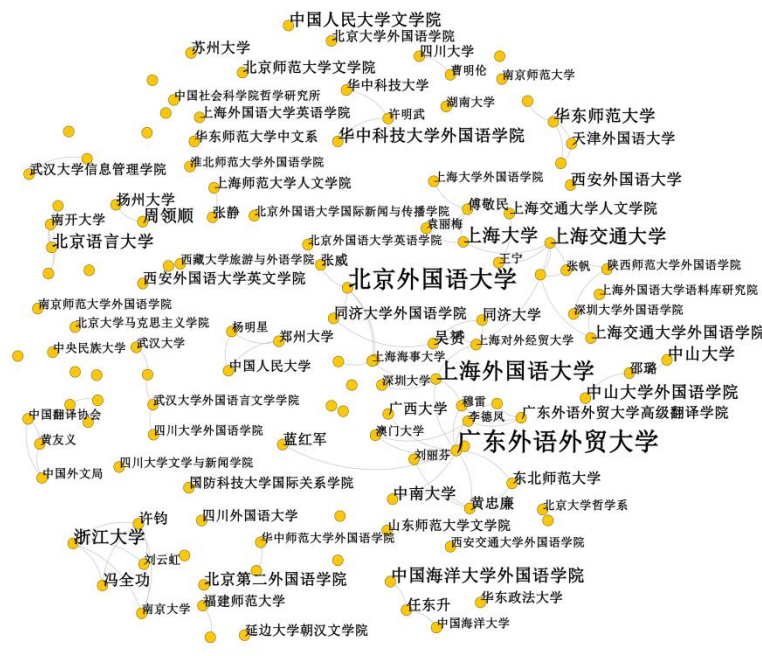 中国人民大学文学院
北京大学外国语学院
苏州大学
四川大学
北京师范大学文学院
曹明伦
南京师范大学
华中科技大学
中国社会科学院哲学研究所
湖南大学
上海外国语大学英语学院
许明武
华东师范大学
华东师范大学中文系
华中科技大学外国语学院
天津外国语大学
淮北师范大学外国语学院
武汉大学信息管理学院
上海师范大学人文学院
上海大学外国语学院
西安外国语大学
扬州大学
周领顺
张静
北京外国语大学国际新闻与传播学院
傅敬民
上海交通大学人文学院
南开大学
袁丽梅
北京语言大学
北京外国语大学英语学院
上海大学
上海交通大学
西藏大学旅游与外语学院
张威
王宁
张帆
陕西师范大学外国语学院
西安外国语大学英文学院
北京外国语大学
上海外国语大学语料库研究院
南京师范大学外国语学院
同济大学外国语学院
同济大学
深圳大学外国语学院
北京大学马克思主义学院
杨明星
郑州大学
吴赟
上海对外经贸大学
上海交通大学外国语学院
中央民族大学
武汉大学
上海海事大学
中山大学
中国人民大学
上海外国语大学
邵璐
深圳大学
中山大学外国语学院
武汉大学外国语言文学学院
穆雷
中国翻译协会
广西大学
李德凤
广东外语外贸大学高级翻译学院
四川大学外国语学院
澳门大学
黄友义
蓝红军
广东外语外贸大学
刘丽芬
四川大学文学与新闻学院
中国外文局
东北师范大学
国防科技大学国际关系学院
中南大学
黄忠廉
北京大学哲学系
许钧
四川外国语大学
山东师范大学文学院
浙江大学
华中师范大学外国语学院
西安交通大学外国语学院
刘云虹
冯全功
北京第二外国语学院
中国海洋大学外国语学院
南京大学
福建师范大学
任东升
华东政法大学
延边大学朝汉文学院
中国海洋大学